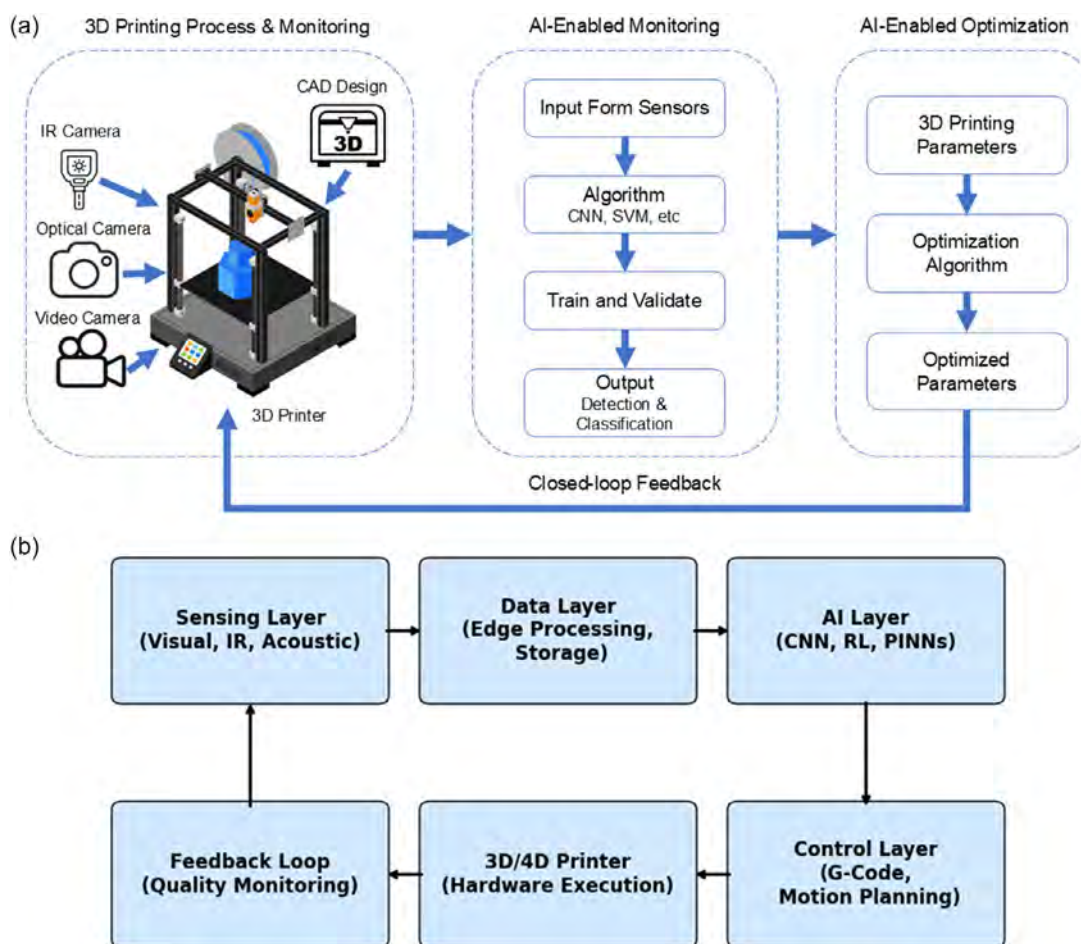 (a)
3D Printing Process & Monitoring
AI-Enabled Monitoring
AI-Enabled Optimization
CAD Design
3D
IR Camera
Optical Camera
Video Camera
3D Printer
Input Form Sensors
Algorithm
CNN, SVM, etc
Train and Validate
Output
Detection &
Classification
3D Printing
Parameters
Optimization
Algorithm
Optimized
Parameters
Closed-loop Feedback
(b)
Sensing Layer
(Visual, IR, Acoustic)
Data Layer
(Edge Processing,
Storage)
AI Layer
(CNN, RL, PINNs)
Feedback Loop
(Quality Monitoring)
3D/4D Printer
(Hardware Execution)
Control Layer
(G-Code,
Motion Planning)